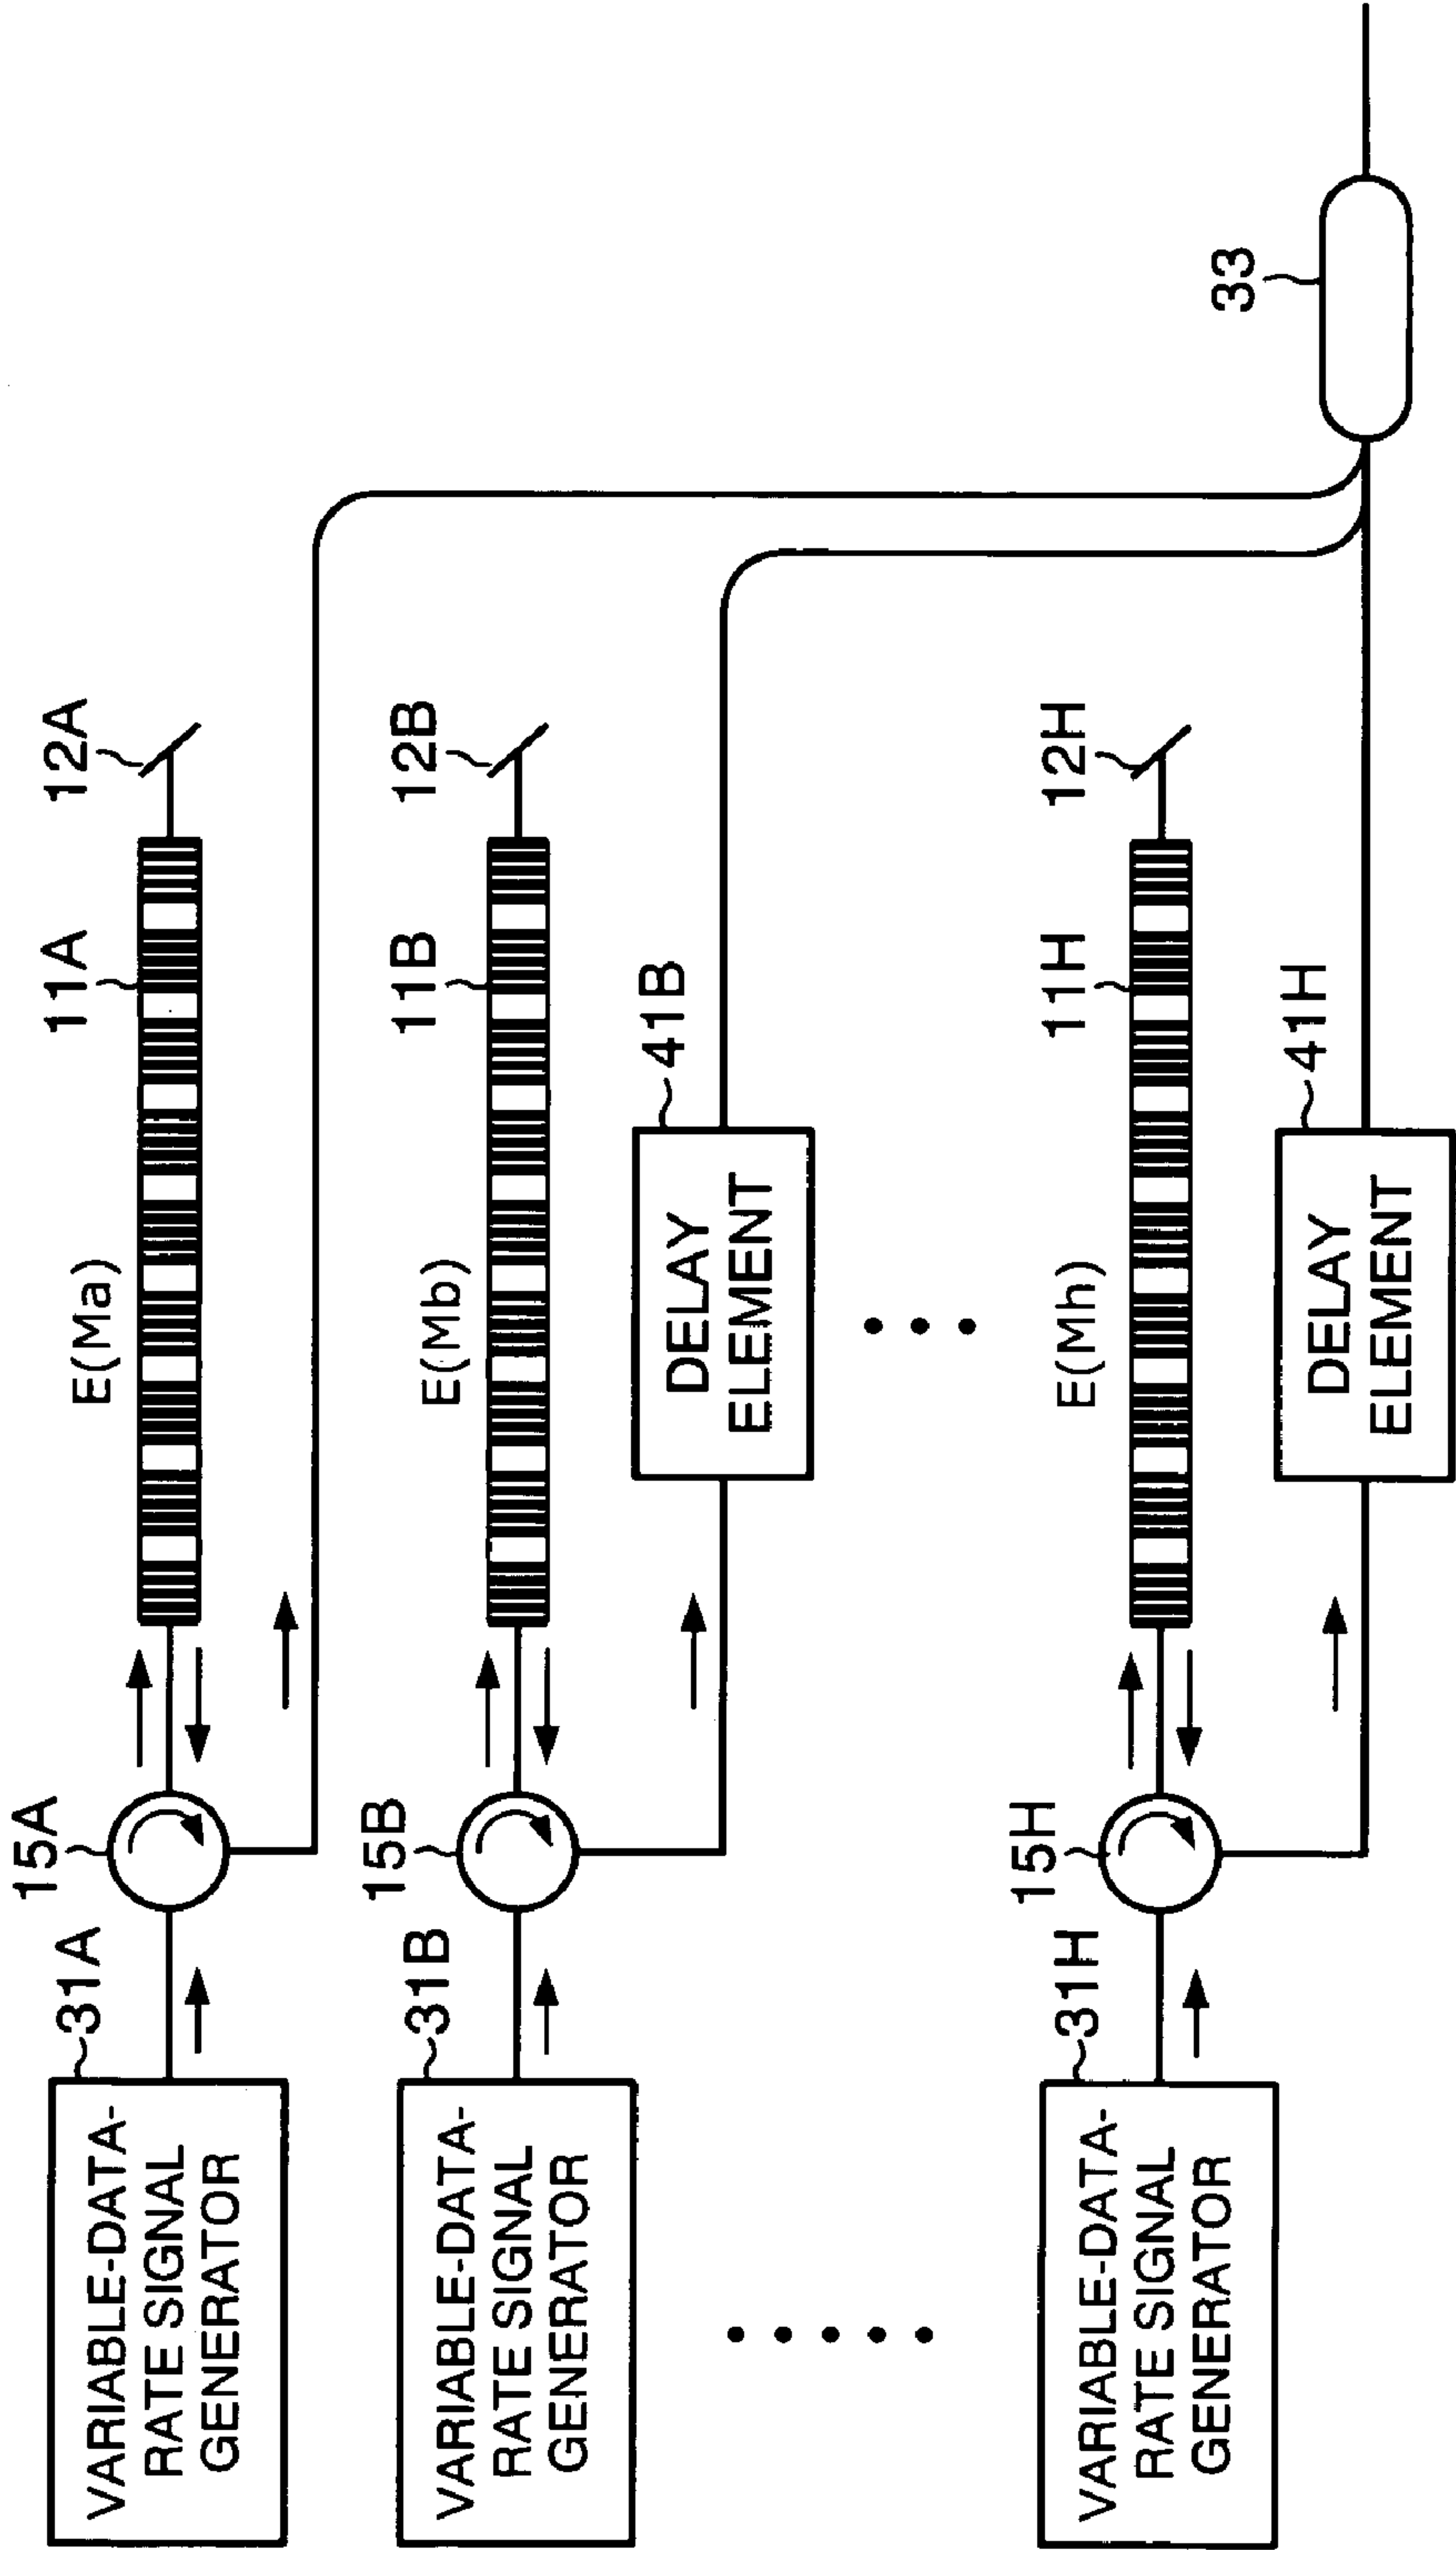 VARIABLE-DATA-
RATE SIGNAL
GENERATOR
31A
15A
E(Ma)
11A
12A
VARIABLE-DATA-
RATE SIGNAL
GENERATOR
31B
15B
E(Mb)
11B
12B
DELAY
ELEMENT
41B
33
VARIABLE-DATA-
RATE SIGNAL
GENERATOR
31H
15H
E(Mh)
11H
12H
DELAY
ELEMENT
41H